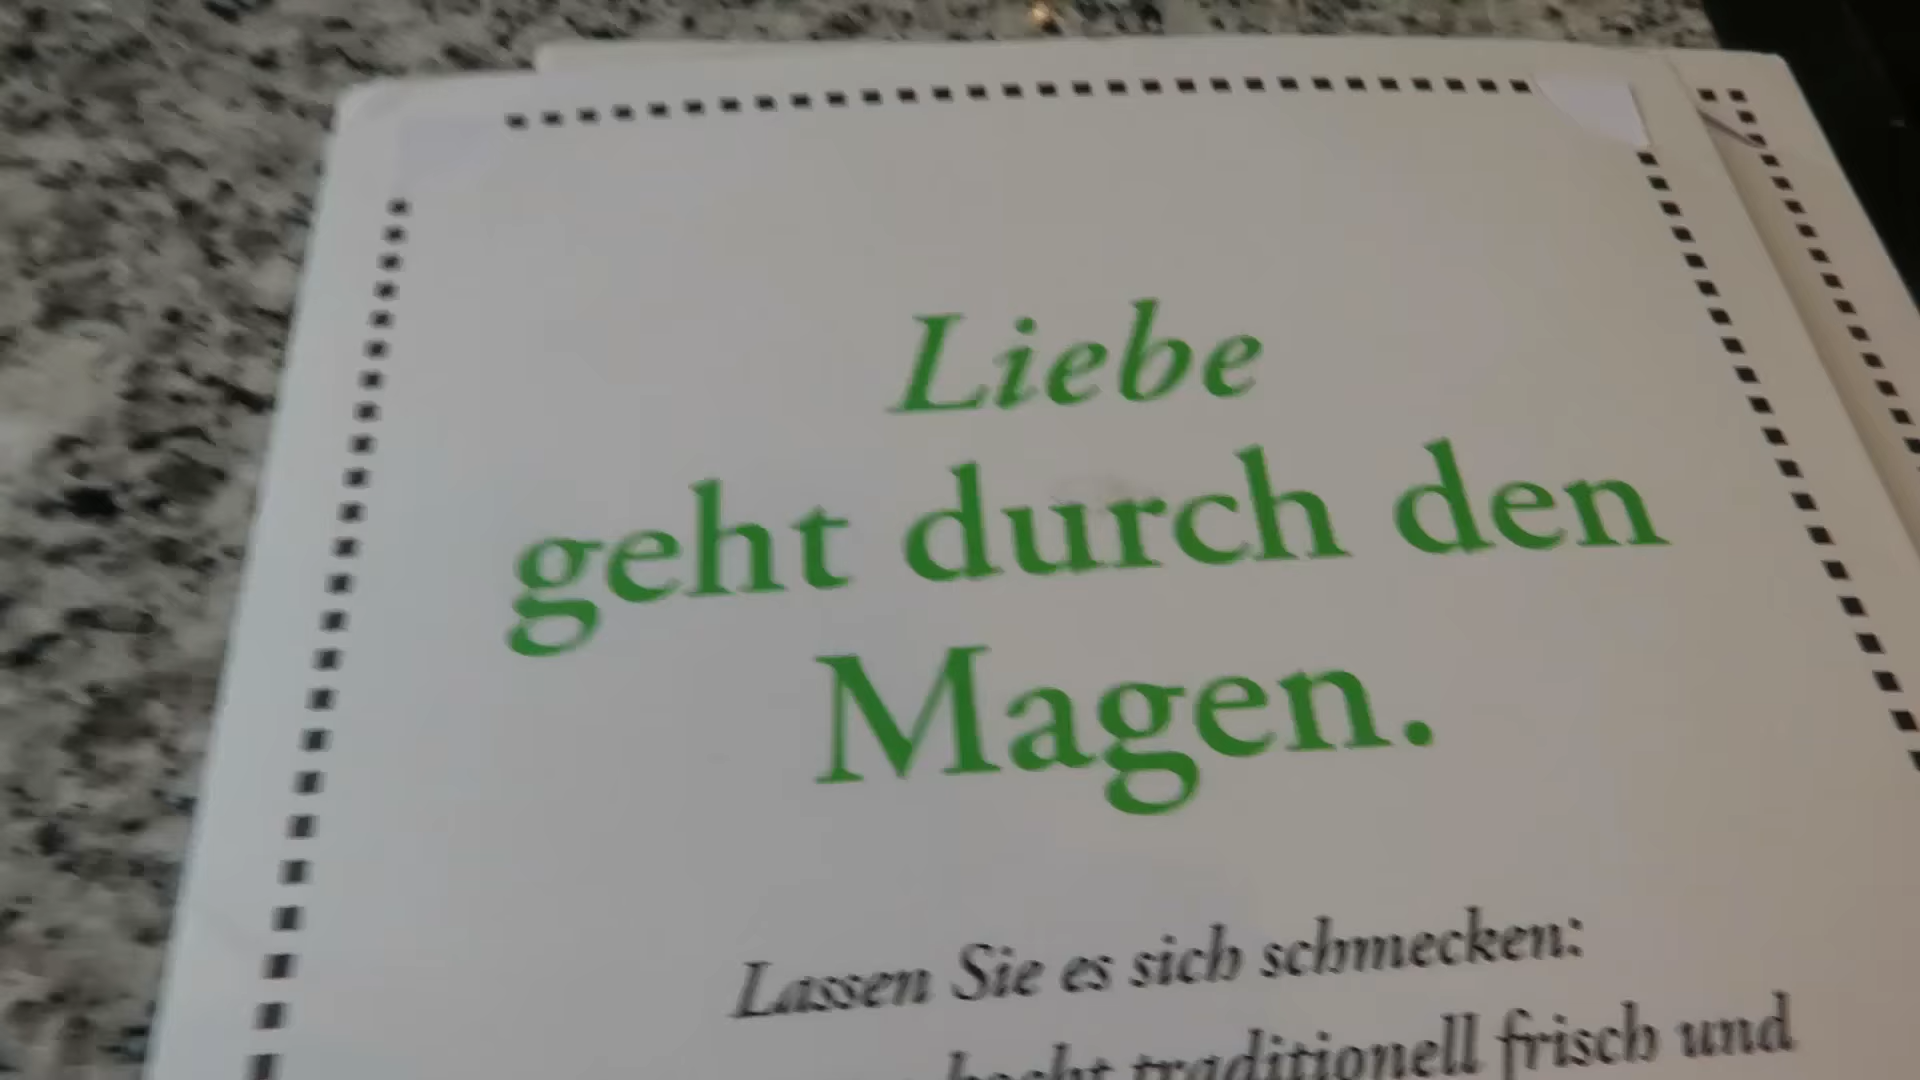 Liebe
geht durch den
Magen.
Lassen Sie es sich schmecken:
traditionell frisch und